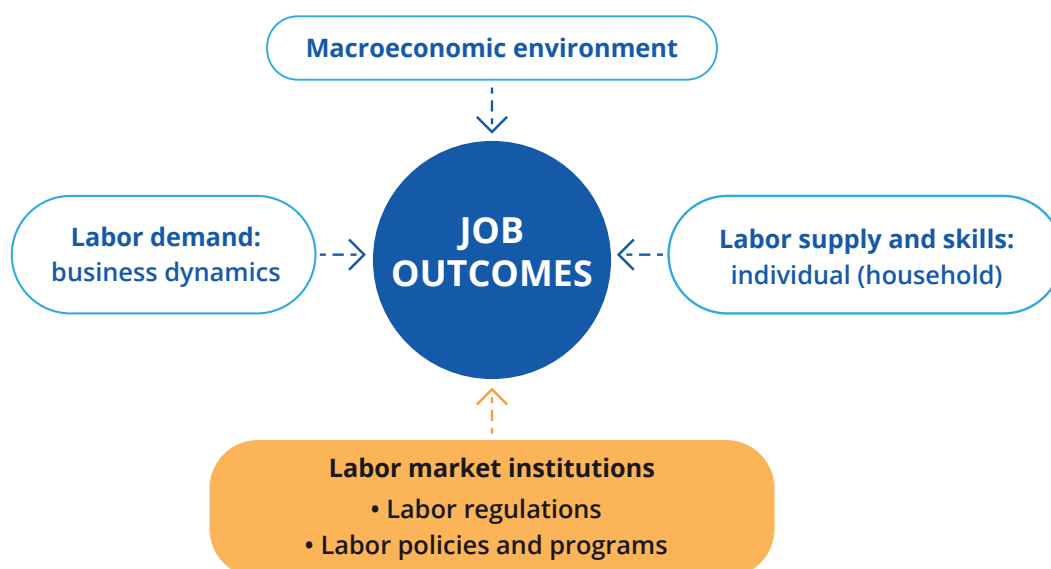 Macroeconomic environment
Labor demand:
business dynamics
JOB
OUTCOMES
Labor supply and skills:
individual (household)
Labor market institutions
• Labor regulations
• Labor policies and programs